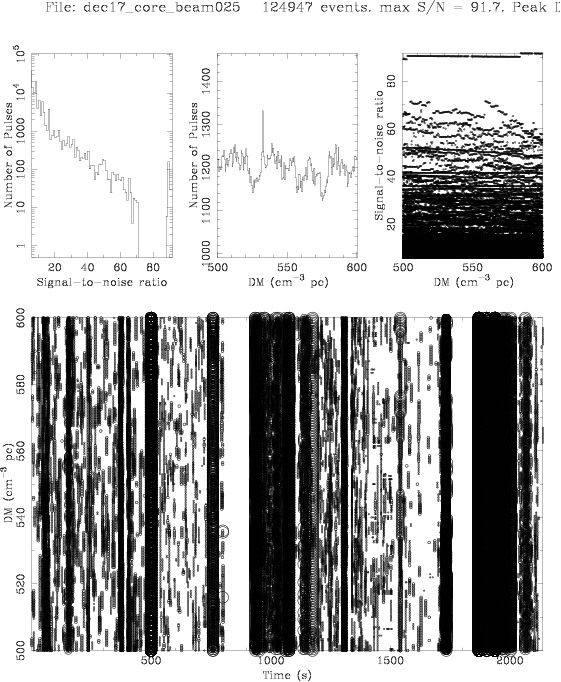 File: dec17_core_beam025 124947 events. max S/N = 91.7. Peak D
Number of Pulses
10⁵
10⁴
1000
100
10
1
20 40 60 80
Signal-to-noise ratio
Number of Pulses
1400
1300
1200
1100
1000
500 550 600
DM (cm⁻³ pc)
Signal-to-noise ratio
80
60
40
20
500 550 600
DM (cm⁻³ pc)
DM (cm⁻³ pc)
600
580
560
540
520
500
500 1000 1500 2000
Time (s)